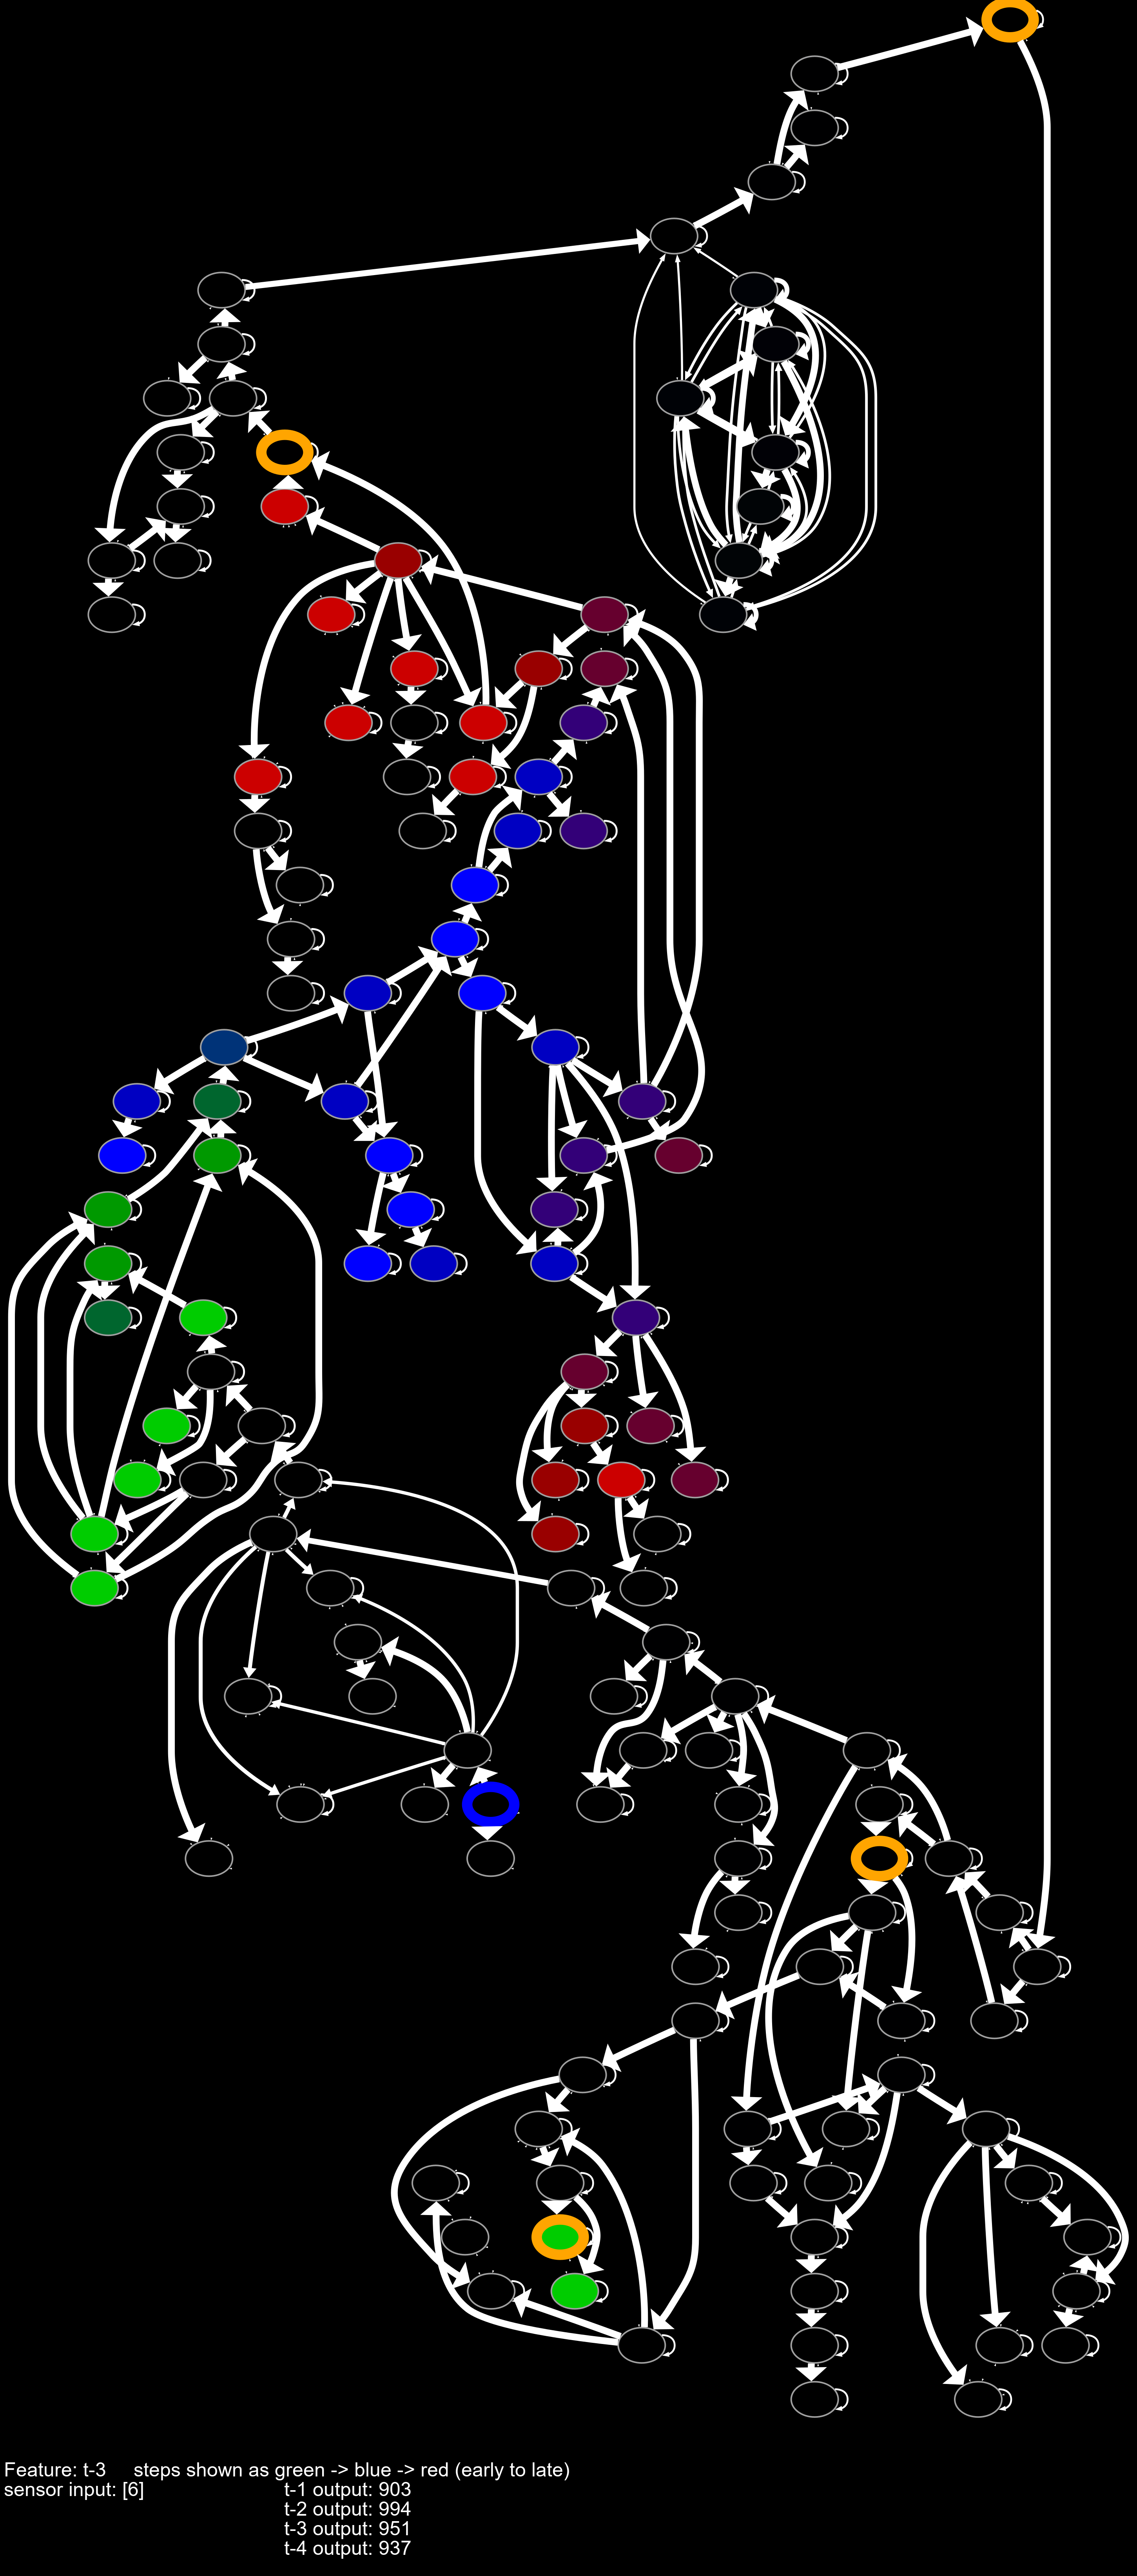 Feature: t-3 steps shown as green -> blue -> red (early to late)
sensor input: [6] t-1 output: 903
t-2 output: 994
t-3 output: 951
t-4 output: 937